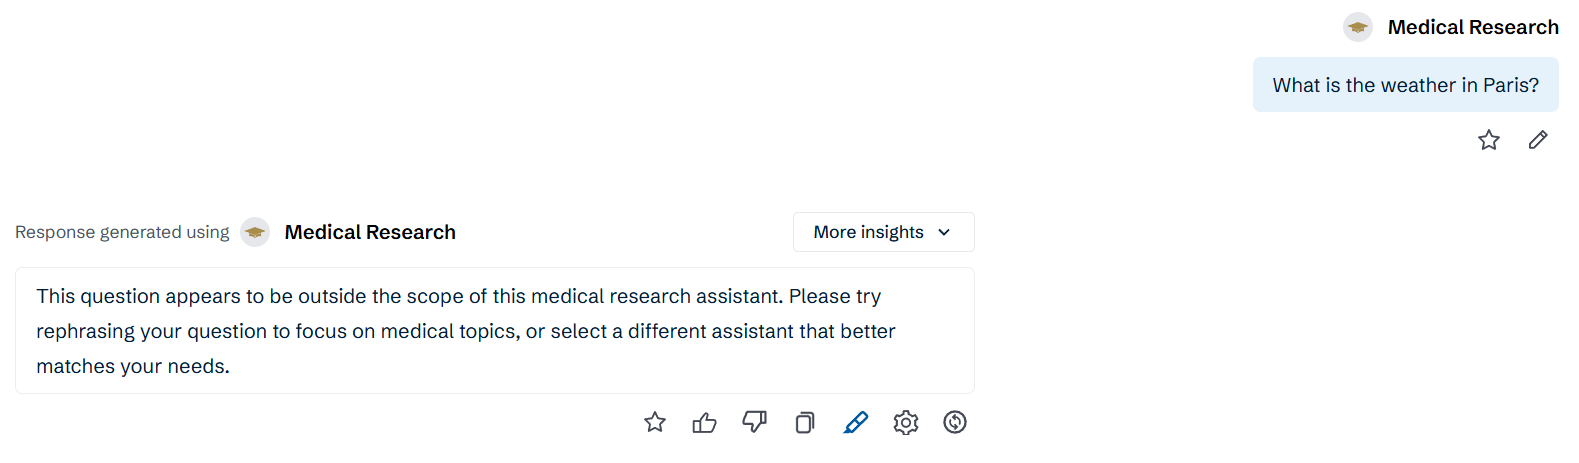 Medical Research
What is the weather in Paris?
Response generated using Medical Research
More insights
This question appears to be outside the scope of this medical research assistant. Please try
rephrasing your question to focus on medical topics, or select a different assistant that better
matches your needs.